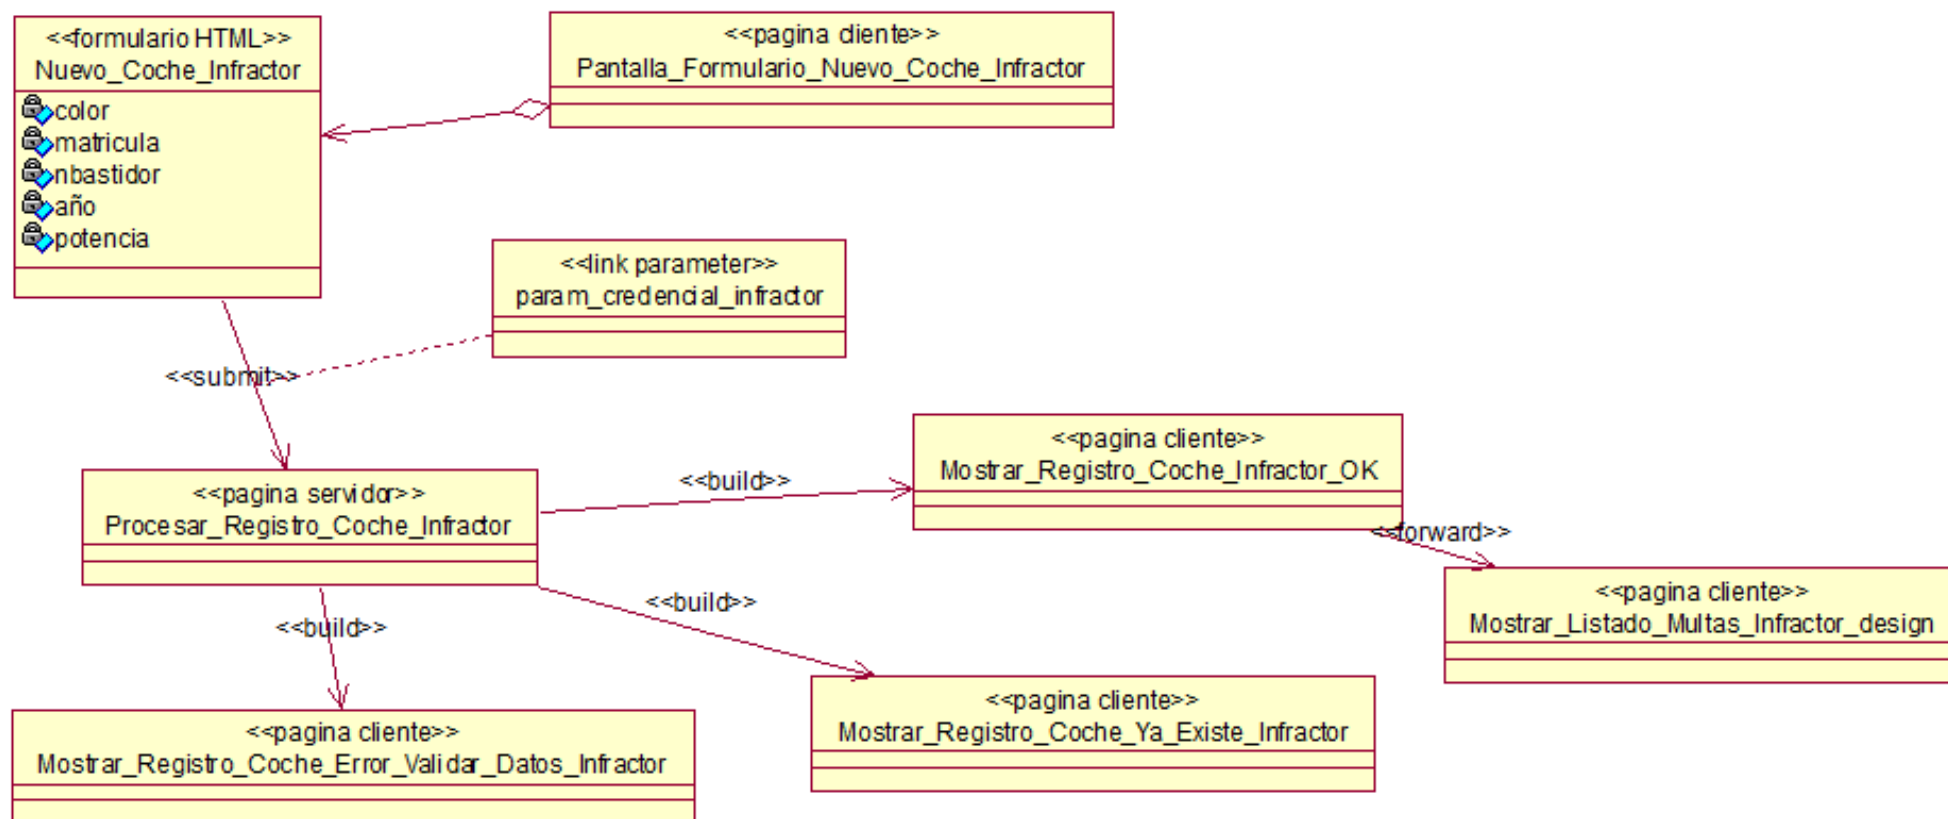 <<formulario HTML>>
Nuevo_Coche_Infractor
color
matricula
nbastidor
año
potencia
<<pagina cliente>>
Pantalla_Formulario_Nuevo_Coche_Infractor
<<link parameter>>
param_credencial_infractor
<<submit>>
<<pagina servidor>>
Procesar_Registro_Coche_Infractor
<<build>>
<<pagina cliente>>
Mostrar_Registro_Coche_Infractor_OK
<<forward>>
<<pagina cliente>>
Mostrar_Listado_Multas_Infractor_design
<<build>>
<<build>>
<<pagina cliente>>
Mostrar_Registro_Coche_Ya_Existe_Infractor
<<pagina cliente>>
Mostrar_Registro_Coche_Error_Validar_Datos_Infractor